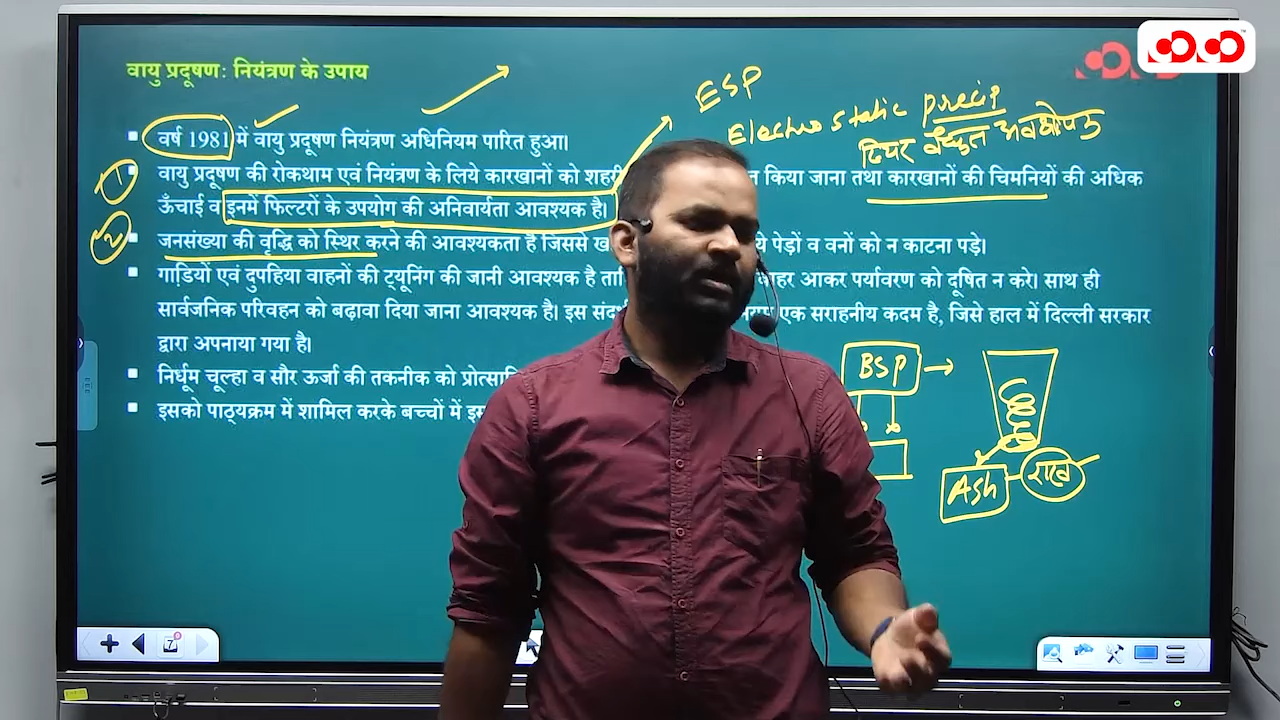 वायु प्रदूषण: नियंत्रण के उपाय
ESP
Electro static precip
स्थिर वैद्युत अवक्षेपक
वर्ष 1981 में वायु प्रदूषण नियंत्रण अधिनियम पारित हुआ।
1
वायु प्रदूषण की रोकथाम एवं नियंत्रण के लिये कारखानों को शहरी न किया जाना तथा कारखानों की चिमनियों की अधिक
ऊँचाई व इनमें फिल्टरों के उपयोग की अनिवार्यता आवश्यक है।
2
जनसंख्या की वृद्धि को स्थिर करने की आवश्यकता है जिससे ये पेड़ों व वनों को न काटना पड़े।
गाडि़यों एवं दुपहिया वाहनों की ट्यूनिंग की जानी आवश्यक है बाहर आकर पर्यावरण को दूषित न करे। साथ ही
सार्वजनिक परिवहन को बढ़ावा दिया जाना आवश्यक है। इस एक सराहनीय कदम है, जिसे हाल में दिल्ली सरकार
द्वारा अपनाया गया है।
BSP
निर्धूम चूल्हा व सौर ऊर्जा की तकनीक को
इसको पाठ्यक्रम में शामिल करके बच्चों में
Ash
राख